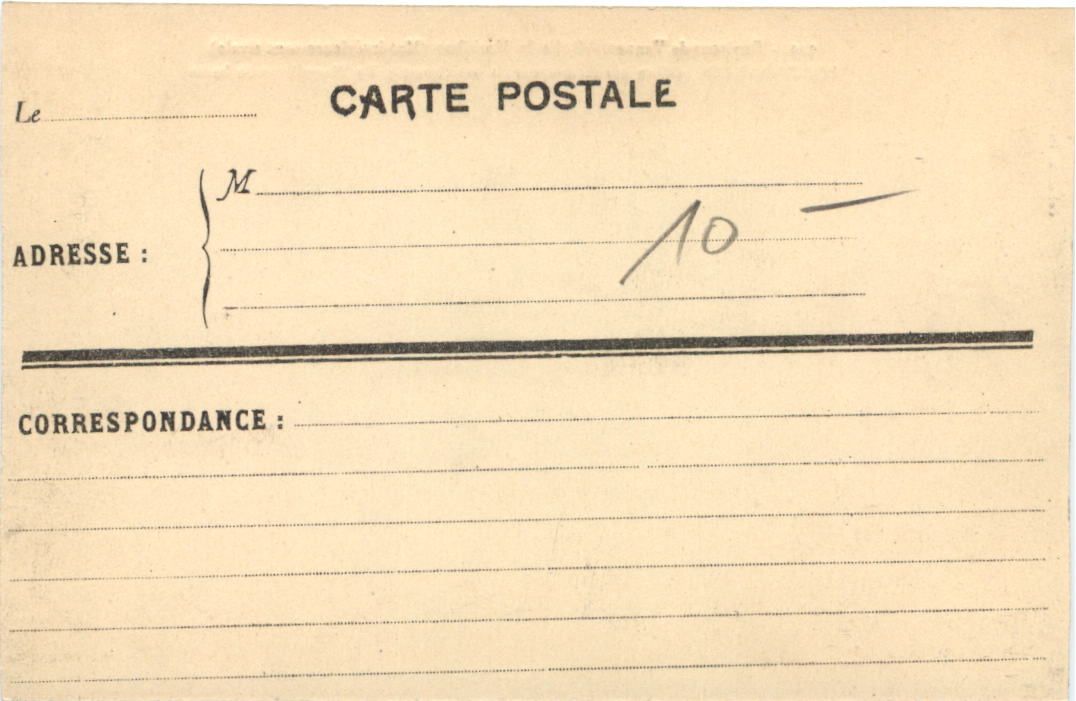 CARTE POSTALE
Le
M
10 —
ADRESSE :
CORRESPONDANCE :